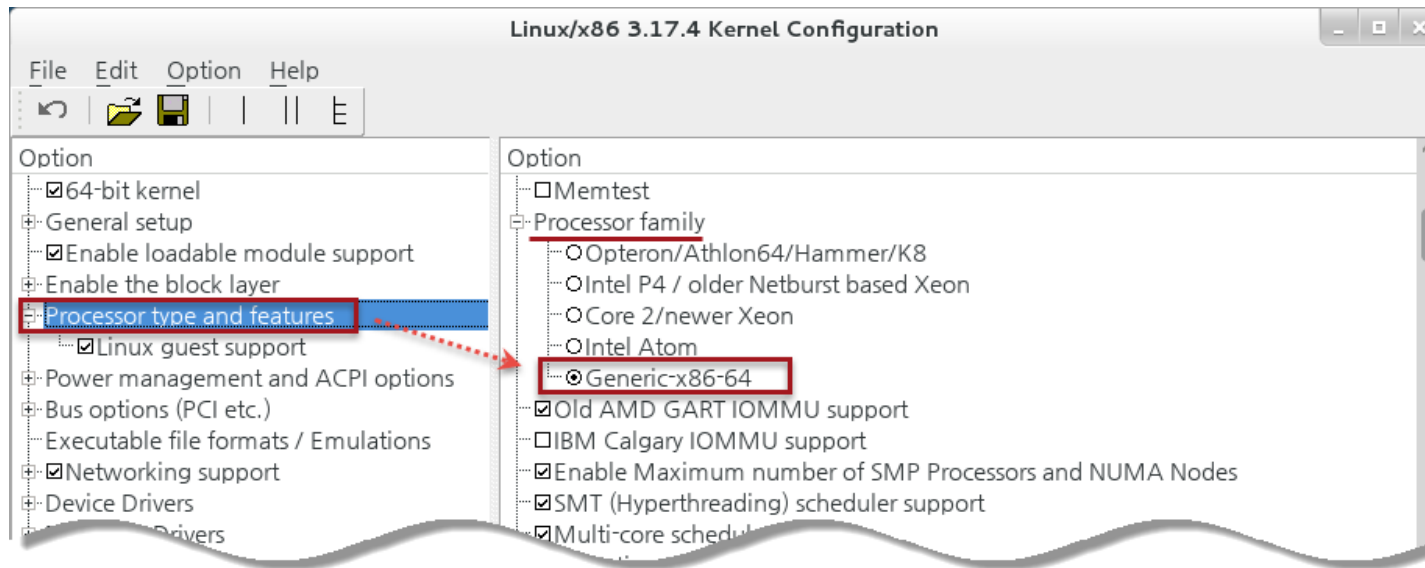 Linux/x86 3.17.4 Kernel Configuration
File Edit Option Help
Option
64-bit kernel
General setup
Enable loadable module support
Enable the block layer
Processor type and features
Linux guest support
Power management and ACPI options
Bus options (PCI etc.)
Executable file formats / Emulations
Networking support
Device Drivers
Drivers
Option
Memtest
Processor family
Opteron/Athlon64/Hammer/K8
Intel P4 / older Netburst based Xeon
Core 2/newer Xeon
Intel Atom
Generic-x86-64
Old AMD GART IOMMU support
IBM Calgary IOMMU support
Enable Maximum number of SMP Processors and NUMA Nodes
SMT (Hyperthreading) scheduler support
Multi-core